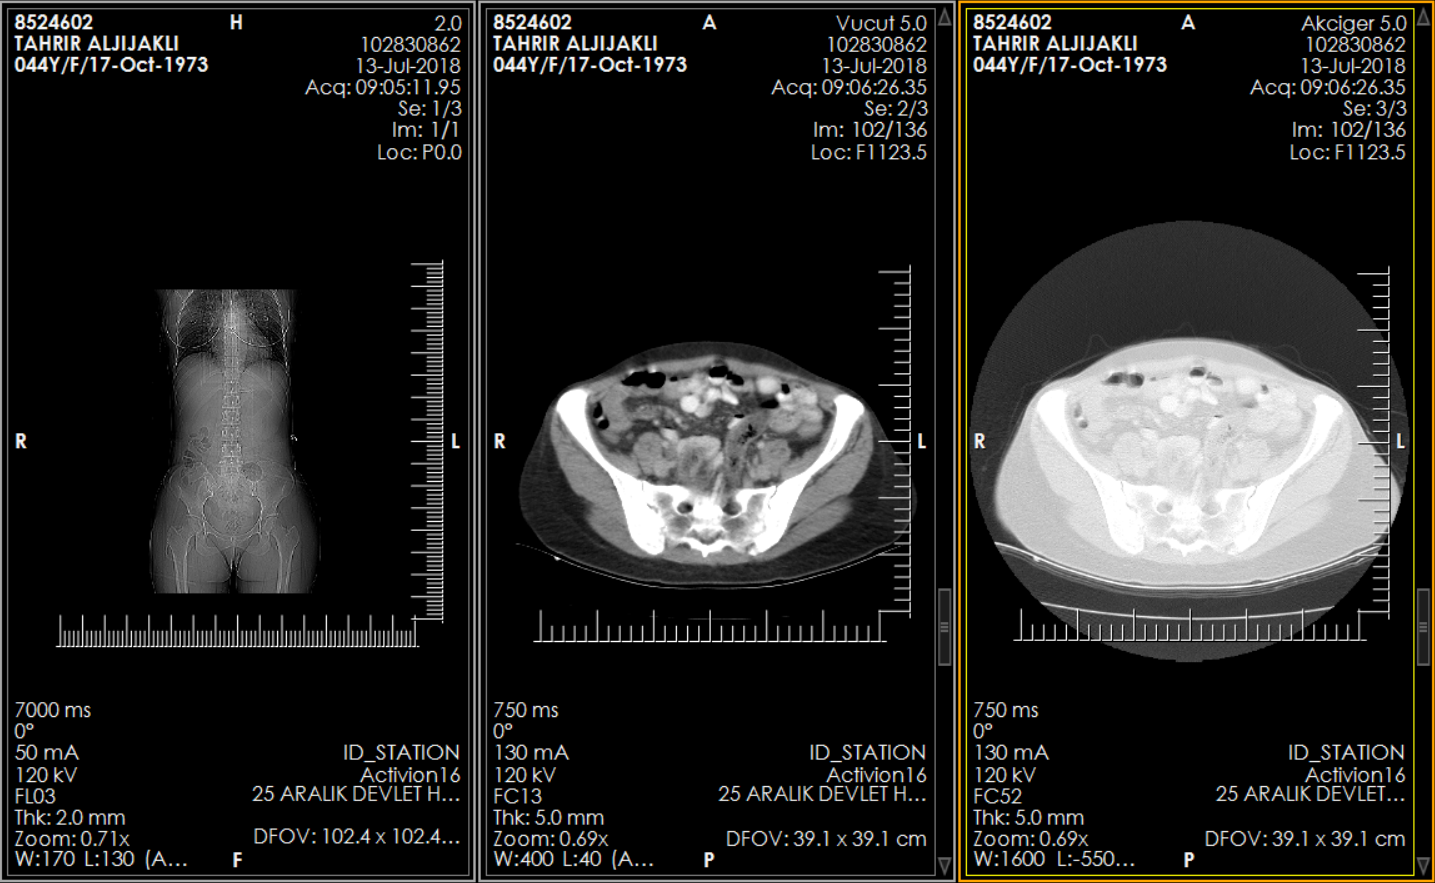 8524602
H
2.0
TAHRIR ALJIJAKLI
102830862
044Y/F/17-Oct-1973
13-Jul-2018
Acq: 09:05:11.95
Se: 1/3
Im: 1/1
Loc: P0.0
R
L
7000 ms
0°
50 mA
ID_STATION
120 kV
Activion16
FL03
25 ARALIK DEVLET H...
Thk: 2.0 mm
Zoom: 0.71x
DFOV: 102.4 x 102.4...
W:170 L:130 (A...
F
8524602
A
Vucut 5.0
TAHRIR ALJIJAKLI
102830862
044Y/F/17-Oct-1973
13-Jul-2018
Acq: 09:06:26.35
Se: 2/3
Im: 102/136
Loc: F1123.5
R
L
750 ms
0°
130 mA
ID_STATION
120 kV
Activion16
FC13
25 ARALIK DEVLET H...
Thk: 5.0 mm
Zoom: 0.69x
DFOV: 39.1 x 39.1 cm
W:400 L:40 (A...
P
8524602
A
Akciger 5.0
TAHRIR ALJIJAKLI
102830862
044Y/F/17-Oct-1973
13-Jul-2018
Acq: 09:06:26.35
Se: 3/3
Im: 102/136
Loc: F1123.5
R
L
750 ms
0°
130 mA
ID_STATION
120 kV
Activion16
FC52
25 ARALIK DEVLET...
Thk: 5.0 mm
Zoom: 0.69x
DFOV: 39.1 x 39.1 cm
W:1600 L:-550...
P